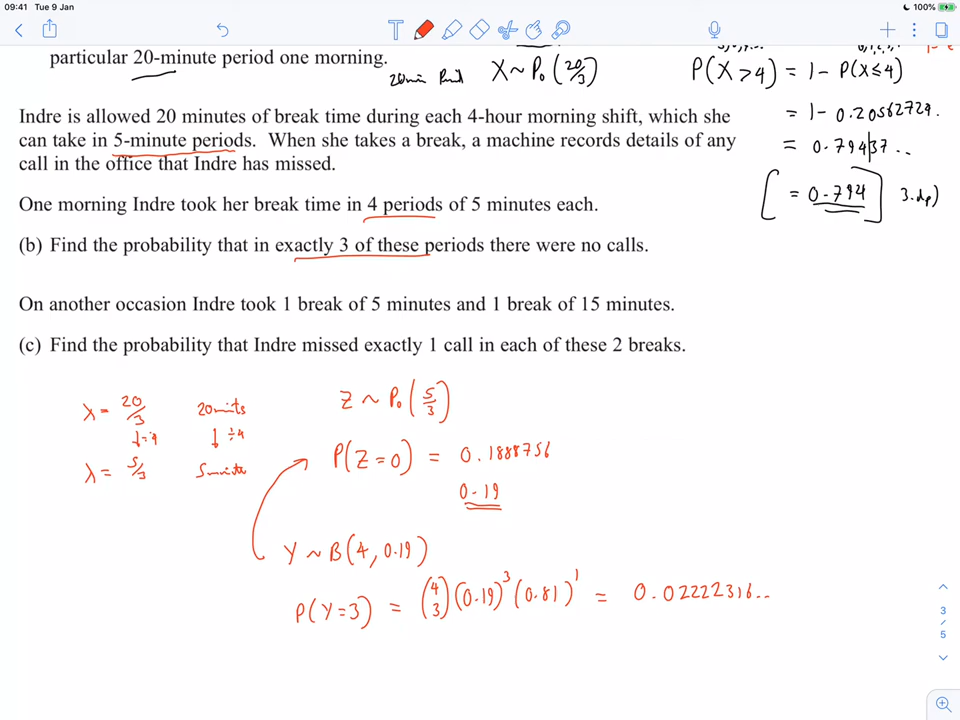 09:41 Tue 9 Jan
100%
particular 20-minute period one morning.
20min Period
X ~ Po (20/3)
P(X > 4) = 1 - P(X ≤ 4)
= 1 - 0.20562729.
= 0.79437..
[ = 0.794 ] 3.dp)
Indre is allowed 20 minutes of break time during each 4-hour morning shift, which she
can take in 5-minute periods. When she takes a break, a machine records details of any
call in the office that Indre has missed.
One morning Indre took her break time in 4 periods of 5 minutes each.
(b) Find the probability that in exactly 3 of these periods there were no calls.
On another occasion Indre took 1 break of 5 minutes and 1 break of 15 minutes.
(c) Find the probability that Indre missed exactly 1 call in each of these 2 breaks.
λ = 20/3 20 mits
↓÷4 ↓÷4
λ = 5/3 5 minute
Z ~ Po (5/3)
P(Z = 0) = 0.1888756
0.19
Y ~ B(4, 0.19)
P(Y = 3) = (4 3) (0.19)³ (0.81)¹ = 0.02222316..
3
/
5